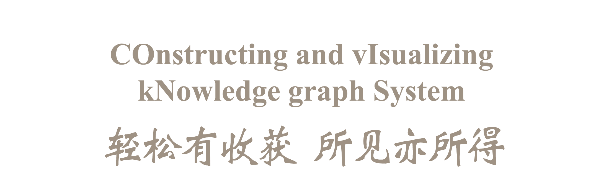 COnstructing and vIsualizing
kNowledge graph System
轻松有收获 所见亦所得